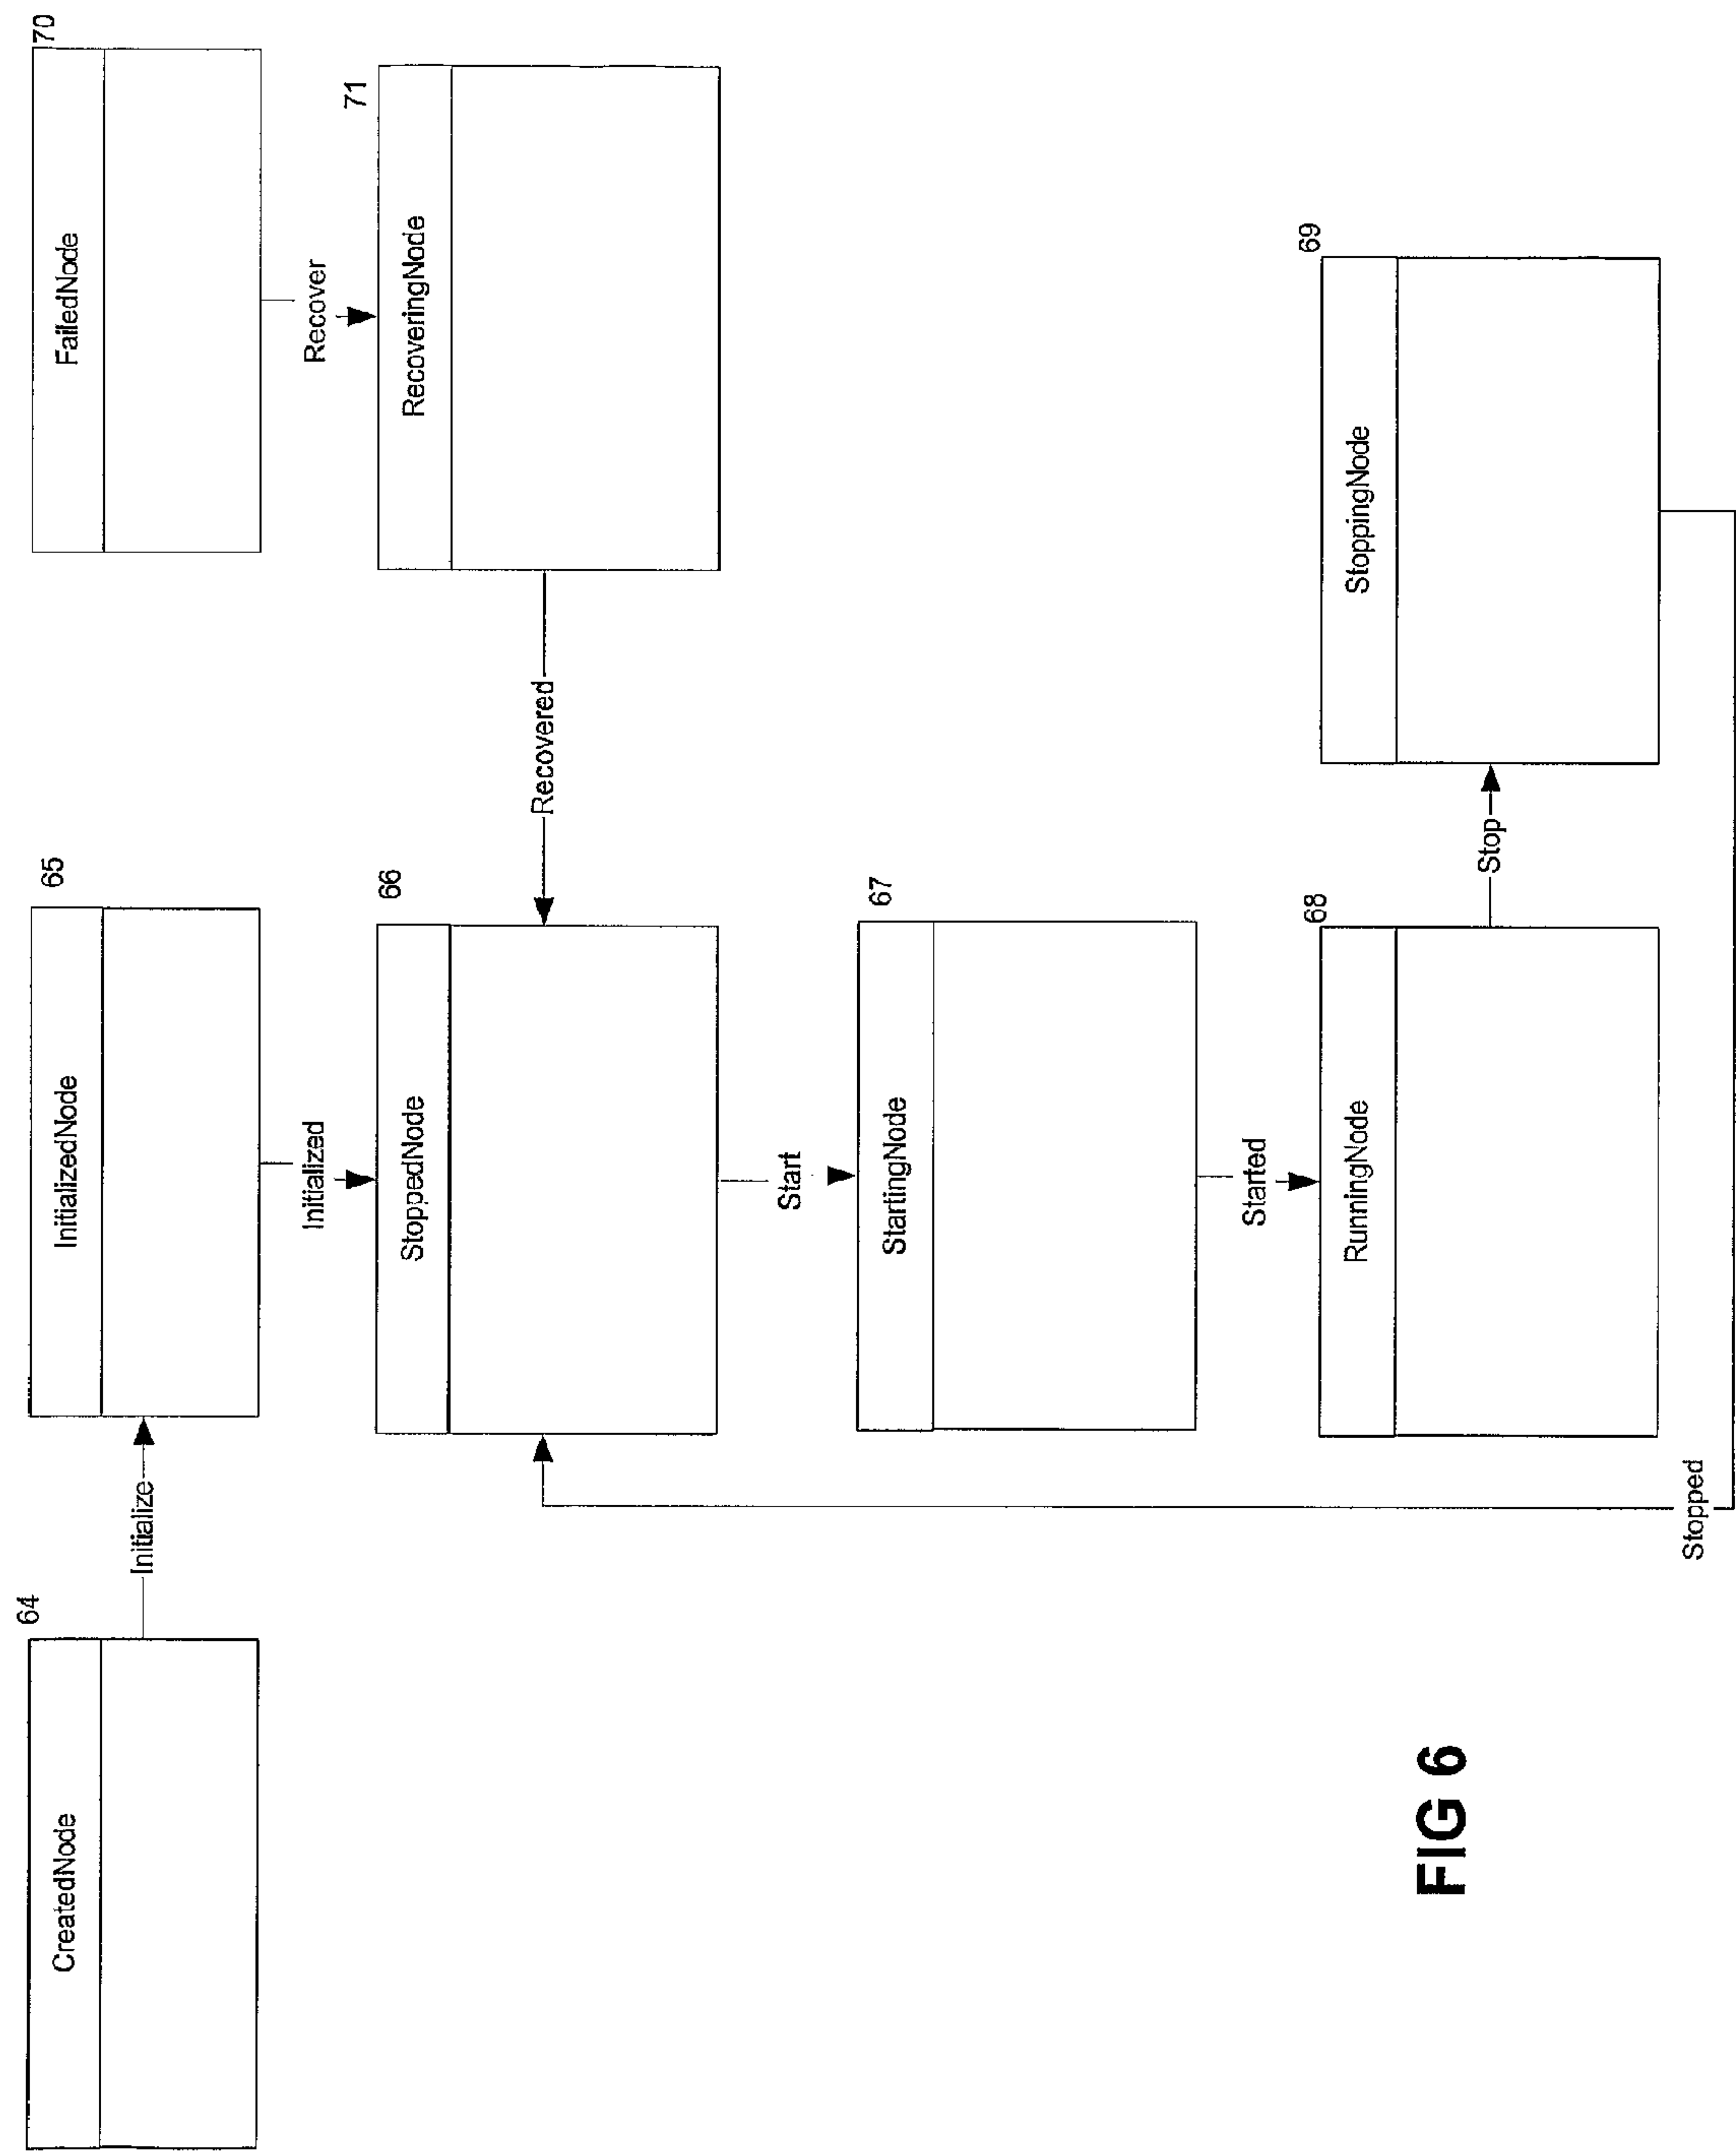 64
CreatedNode
Initialize
65
InitializedNode
70
FailedNode
Initialized
Recover
66
StoppedNode
Recovered
71
RecoveringNode
Start
67
StartingNode
Started
68
RunningNode
Stop
69
StoppingNode
Stopped
FIG 6